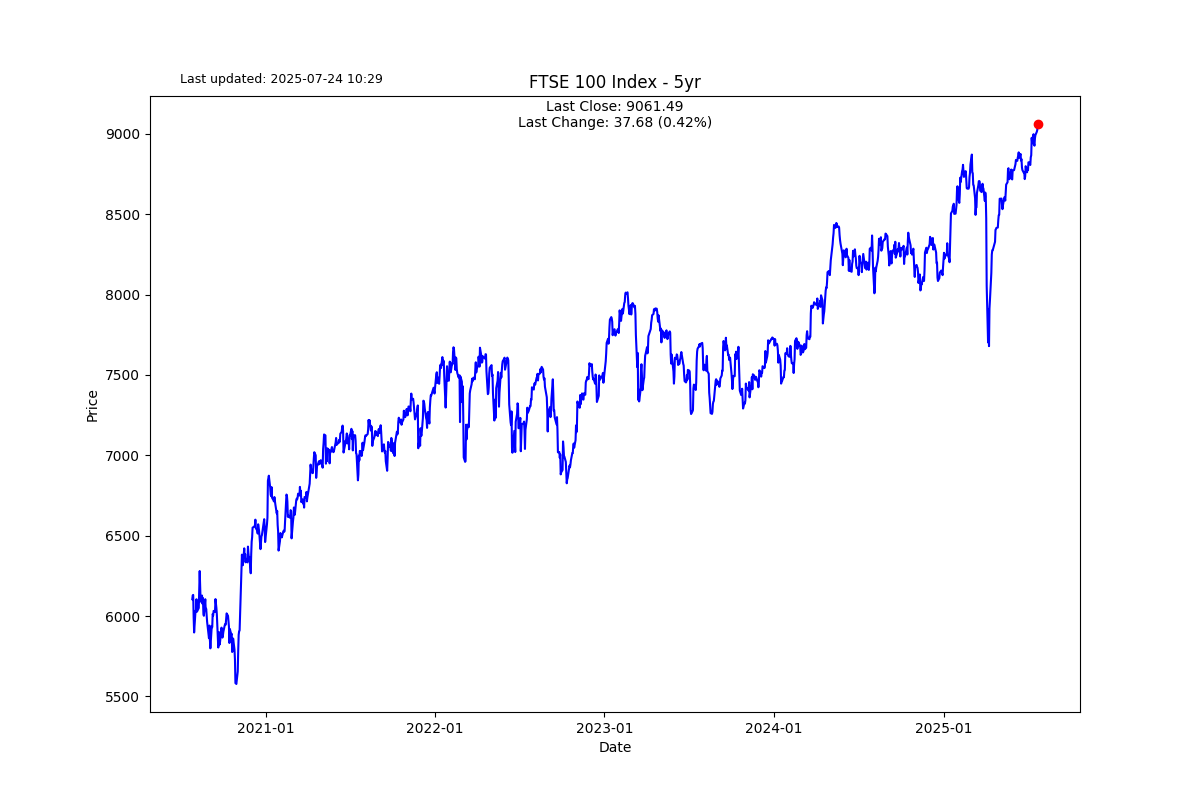 Last updated: 2025-07-24 10:29
FTSE 100 Index - 5yr
Last Close: 9061.49
Last Change: 37.68 (0.42%)
9000
8500
8000
7500
7000
6500
6000
5500
Price
2021-01
2022-01
2023-01
2024-01
2025-01
Date